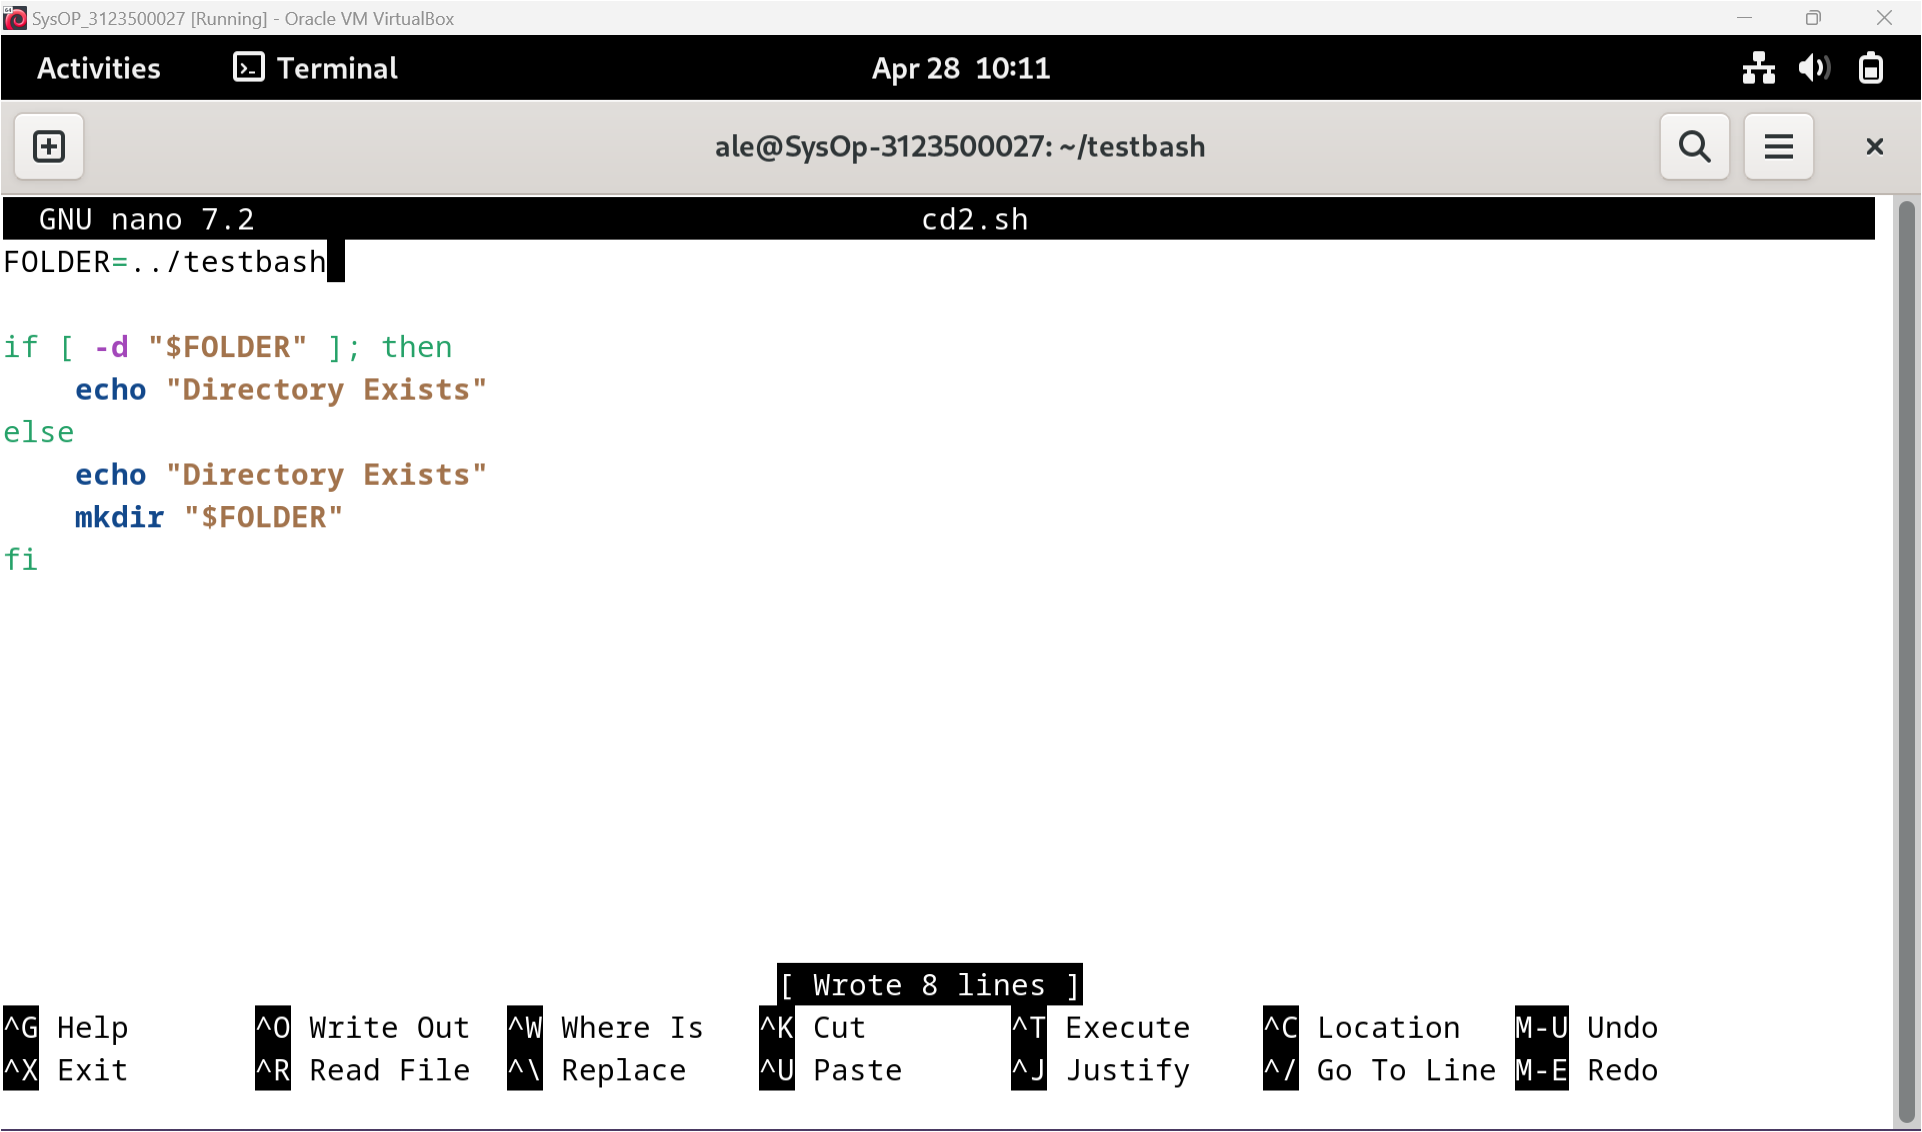 SysOP_3123500027 [Running] - Oracle VM VirtualBox
Activities Terminal Apr 28 10:11
ale@SysOp-3123500027: ~/testbash
GNU nano 7.2 cd2.sh
FOLDER=../testbash
if [ -d "$FOLDER" ]; then
    echo "Directory Exists"
else
    echo "Directory Exists"
    mkdir "$FOLDER"
fi
[ Wrote 8 lines ]
^G Help ^O Write Out ^W Where Is ^K Cut ^T Execute ^C Location M-U Undo
^X Exit ^R Read File ^\ Replace ^U Paste ^J Justify ^/ Go To Line M-E Redo